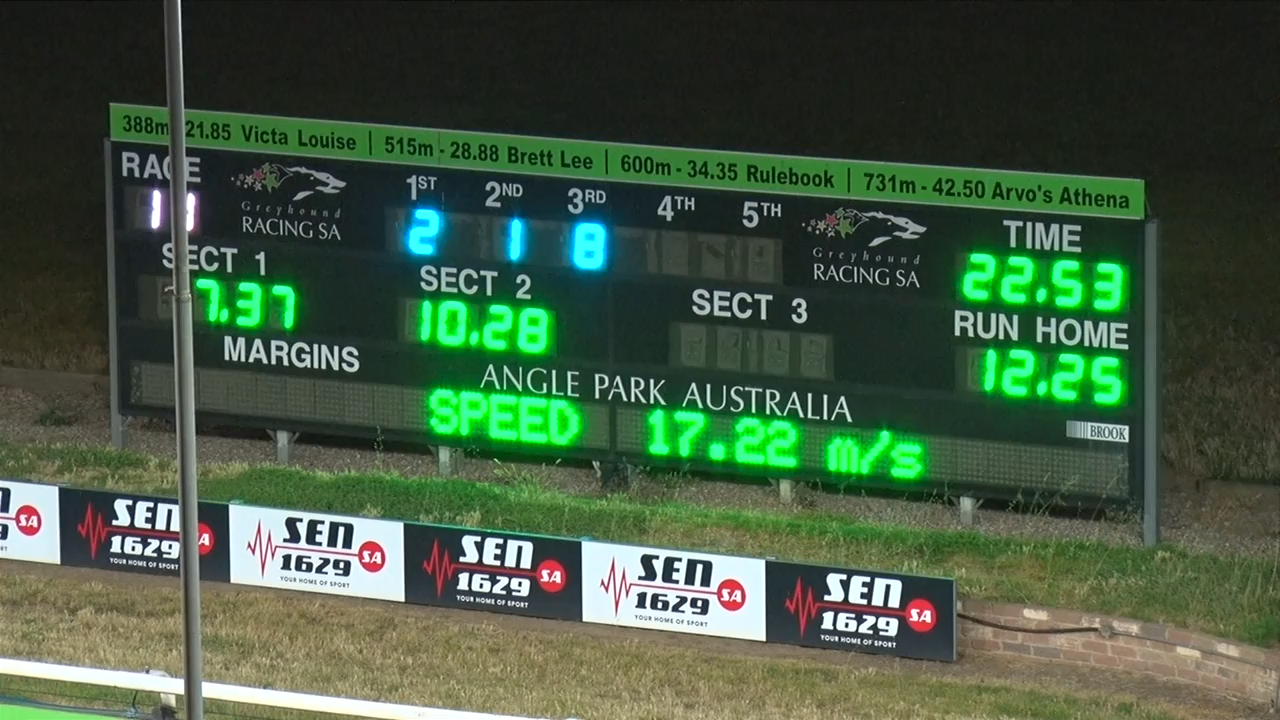 388m - 21.85 Victa Louise | 515m - 28.88 Brett Lee | 600m - 34.35 Rulebook | 731m - 42.50 Arvo's Athena
RACE
11
Greyhound
RACING SA
1ST 2ND 3RD 4TH 5TH
2 1 8
Greyhound
RACING SA
TIME
22.53
SECT 1
7.37
SECT 2
10.28
SECT 3
RUN HOME
12.25
MARGINS
ANGLE PARK AUSTRALIA
SPEED 17.22 m/s
BROOK
9 SA
SEN
1629 SA
YOUR HOME OF SPORT
SEN
1629 SA
YOUR HOME OF SPORT
SEN
1629 SA
YOUR HOME OF SPORT
SEN
1629 SA
YOUR HOME OF SPORT
SEN
1629 SA
YOUR HOME OF SPORT